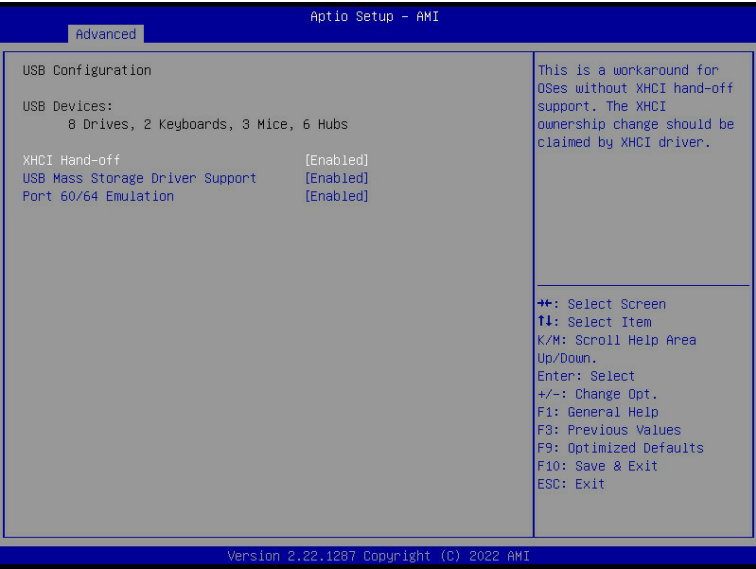 Aptio Setup – AMI
Advanced
USB Configuration
USB Devices:
8 Drives, 2 Keyboards, 3 Mice, 6 Hubs
XHCI Hand-off [Enabled]
USB Mass Storage Driver Support [Enabled]
Port 60/64 Emulation [Enabled]
This is a workaround for
OSes without XHCI hand-off
support. The XHCI
ownership change should be
claimed by XHCI driver.
→←: Select Screen
↑↓: Select Item
K/M: Scroll Help Area
Up/Down.
Enter: Select
+/-: Change Opt.
F1: General Help
F3: Previous Values
F9: Optimized Defaults
F10: Save & Exit
ESC: Exit
Version 2.22.1287 Copyright (C) 2022 AMI